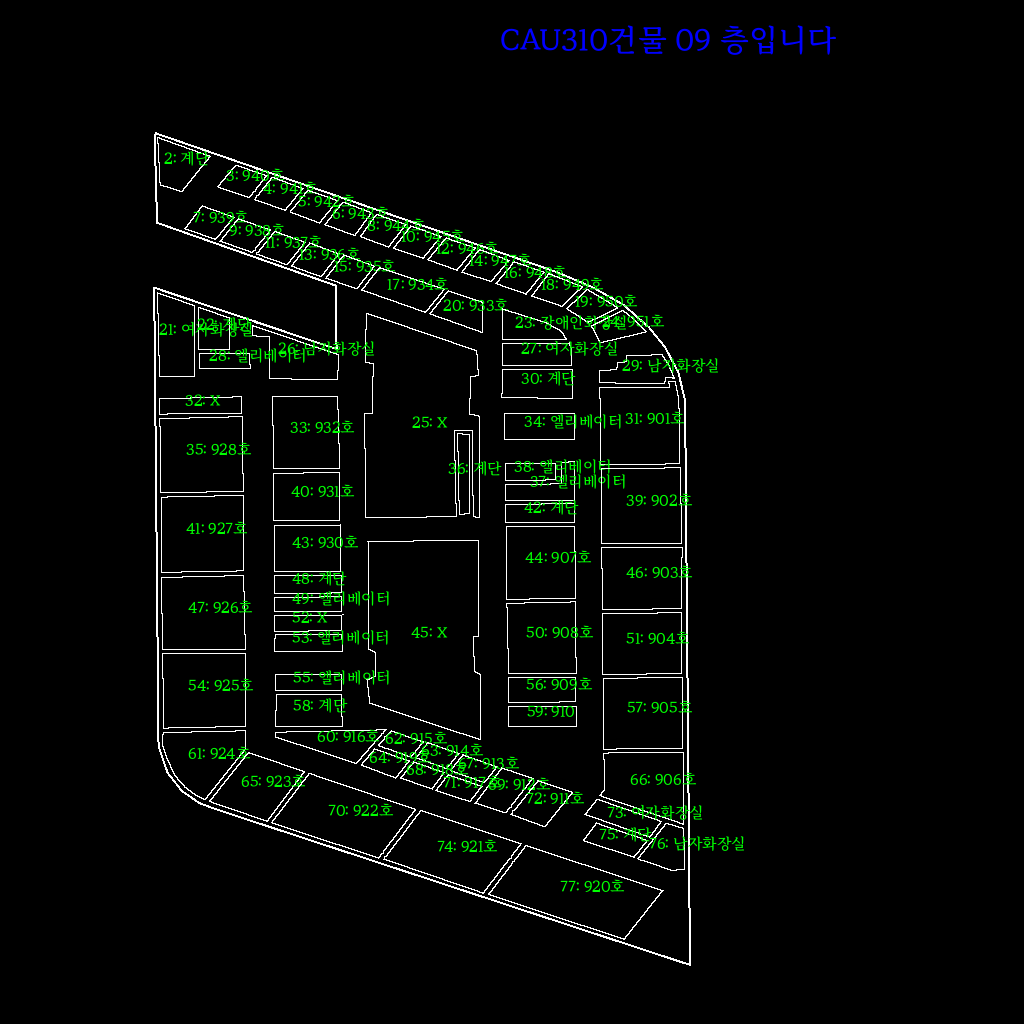 CAU310건물 09 층입니다
2: 계단
3: 940호
4: 941호
5: 942호
6: 943호
7: 939호
8: 944호
9: 938호
10: 945호
11: 937호
12: 946호
13: 936호
14: 947호
15: 935호
16: 948호
17: 934호
18: 949호
19: 950호
20: 933호
21: 여자화장실
22: 계단
23: 장애인화장실
24: 951호
25: X
26: 남자화장실
27: 여자화장실
28: 엘리베이터
29: 남자화장실
30: 계단
31: 901호
32: X
33: 932호
34: 엘리베이터
35: 928호
36: 계단
37: 엘리베이터
38: 엘리베이터
39: 902호
40: 931호
41: 927호
42: 계단
43: 930호
44: 907호
45: X
46: 903호
47: 926호
48: 계단
49: 엘리베이터
50: 908호
51: 904호
52: X
53: 엘리베이터
54: 925호
55: 엘리베이터
56: 909호
57: 905호
58: 계단
59: 910
60: 916호
61: 924호
62: 915호
63: 914호
64: 919호
65: 923호
66: 906호
67: 913호
68: 918호
69: 912호
70: 922호
71: 917호
72: 911호
73: 여자화장실
74: 921호
75: 계단
76: 남자화장실
77: 920호